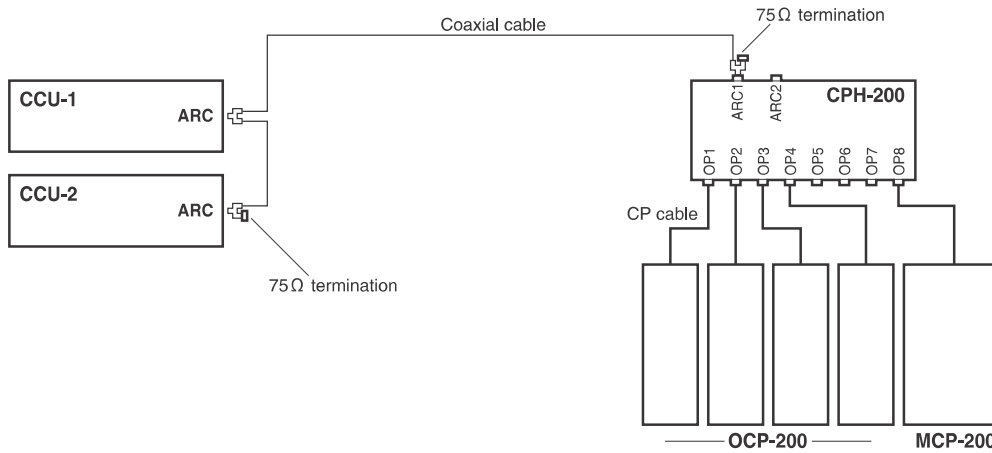 75Ω termination
Coaxial cable
CCU-1
ARC
CCU-2
ARC
75Ω termination
ARC1
ARC2
CPH-200
OP1
OP2
OP3
OP4
OP5
OP6
OP7
OP8
CP cable
OCP-200
MCP-200